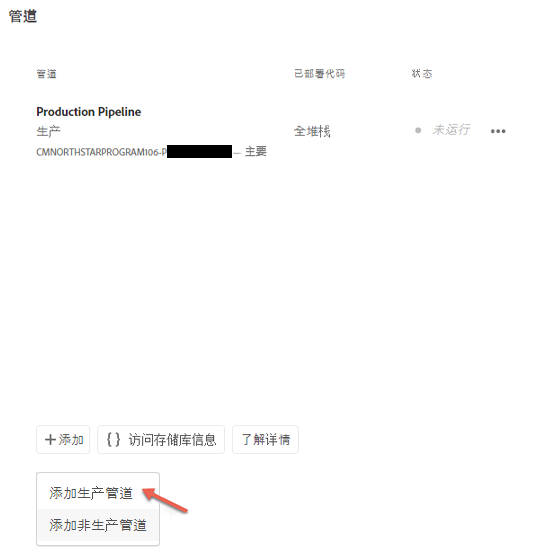 管道
管道 已部署代码 状态
Production Pipeline
生产 全堆栈 未运行
CMNORTHSTARPROGRAM106-P — 主要
添加 访问存储库信息 了解详情
添加生产管道
添加非生产管道